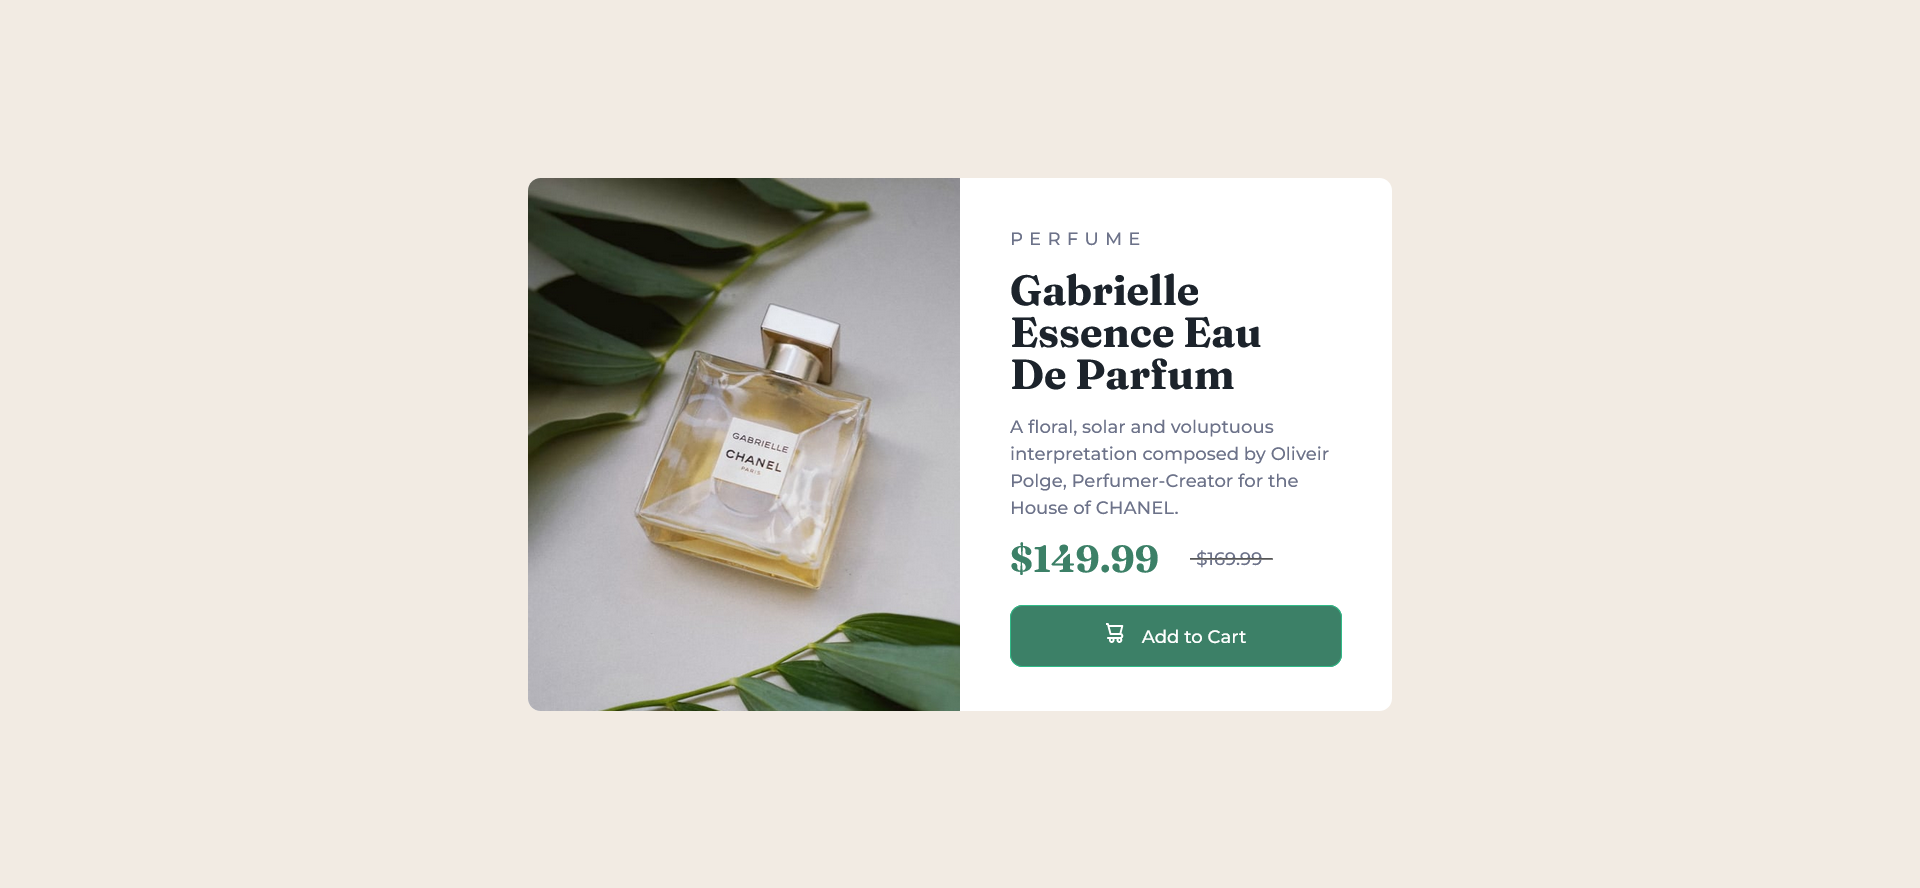 GABRIELLE
CHANEL
PARIS
PERFUME
Gabrielle
Essence Eau
De Parfum
A floral, solar and voluptuous
interpretation composed by Oliveir
Polge, Perfumer-Creator for the
House of CHANEL.
$149.99 $169.99
Add to Cart